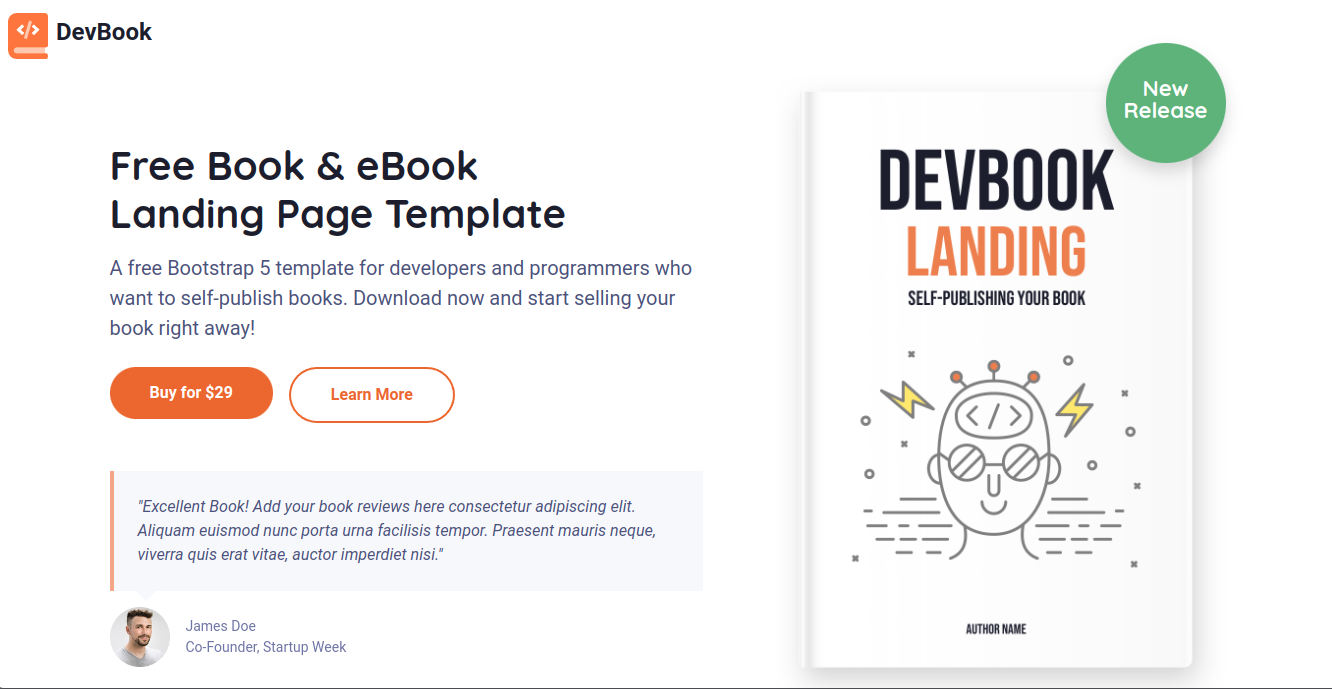 DevBook
Free Book & eBook
Landing Page Template
A free Bootstrap 5 template for developers and programmers who
want to self-publish books. Download now and start selling your
book right away!
Buy for $29
Learn More
"Excellent Book! Add your book reviews here consectetur adipiscing elit.
Aliquam euismod nunc porta urna facilisis tempor. Praesent mauris neque,
viverra quis erat vitae, auctor imperdiet nisi."
James Doe
Co-Founder, Startup Week
New
Release
DEVBOOK
LANDING
SELF-PUBLISHING YOUR BOOK
AUTHOR NAME